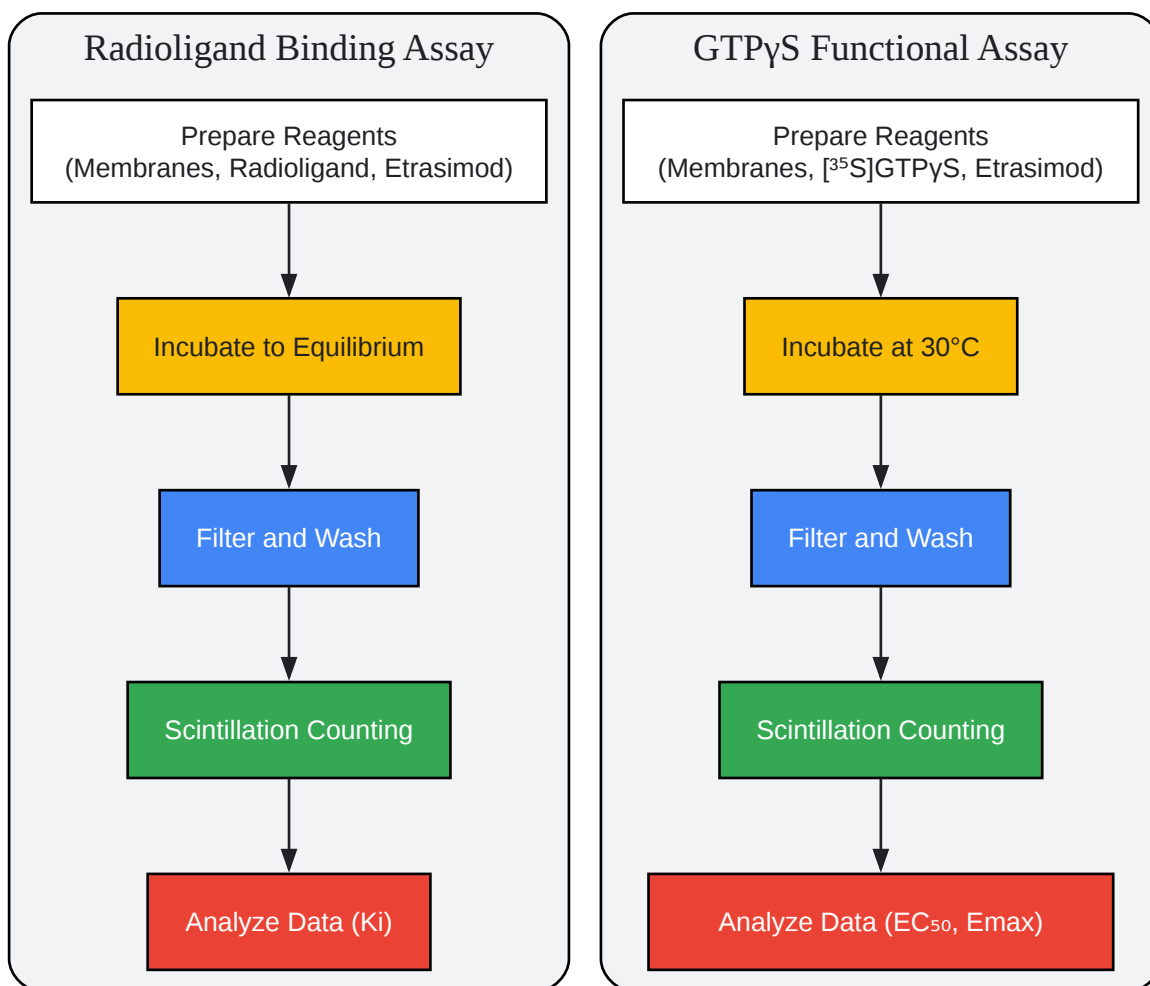 Radioligand Binding Assay
Prepare Reagents
(Membranes, Radioligand, Etrasimod)
Incubate to Equilibrium
Filter and Wash
Scintillation Counting
Analyze Data (Ki)
GTPγS Functional Assay
Prepare Reagents
(Membranes, [³⁵S]GTPγS, Etrasimod)
Incubate at 30°C
Filter and Wash
Scintillation Counting
Analyze Data (EC₅₀, Emax)